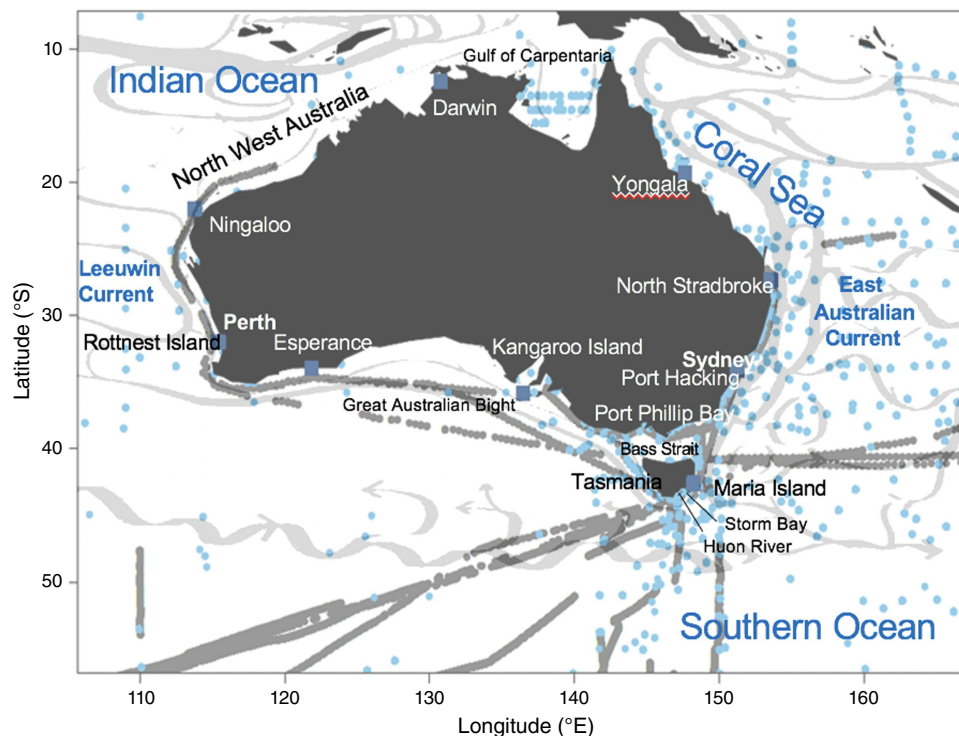 10
20
30
40
50
Latitude (°S)
110
120
130
140
150
160
Longitude (°E)
Indian Ocean
Gulf of Carpentaria
North West Australia
Darwin
Coral Sea
Yongala
Ningaloo
Leeuwin
Current
North Stradbroke
East
Australian
Current
Rottnest Island
Perth
Esperance
Kangaroo Island
Sydney
Port Hacking
Great Australian Bight
Port Phillip Bay
Bass Strait
Tasmania
Maria Island
Storm Bay
Huon River
Southern Ocean